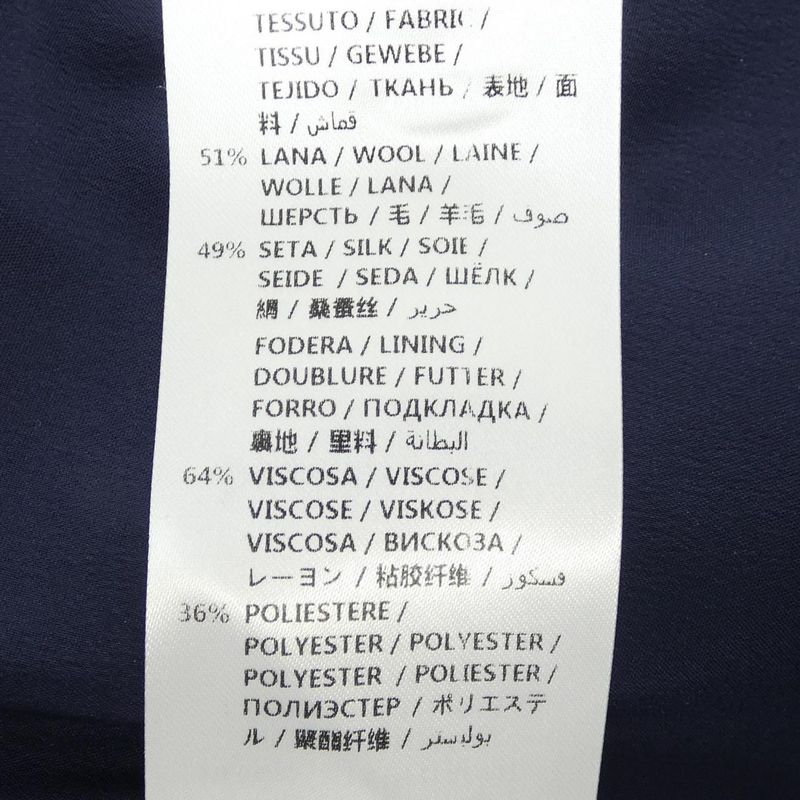 TESSUTO / FABRIC /
TISSU / GEWEBE /
TEJIDO / ТКАНЬ / 表地 / 面
料 / قماش
51% LANA / WOOL / LAINE /
WOLLE / LANA /
ШЕРСТЬ / 毛 / 羊毛 / صوف
49% SETA / SILK / SOIE /
SEIDE / SEDA / ШЁЛК /
絹 / 桑蚕丝 / حرير
FODERA / LINING /
DOUBLURE / FUTTER /
FORRO / ПОДКЛАДКА /
裏地 / 里料 / البطانة
64% VISCOSA / VISCOSE /
VISCOSE / VISKOSE /
VISCOSA / ВИСКОЗА /
レーヨン / 粘胶纤维 / فسكوز
36% POLIESTERE /
POLYESTER / POLYESTER /
POLYESTER / POLIESTER /
ПОЛИЭСТЕР / ポリエステ
ル / 聚酯纤维 / بوليستر